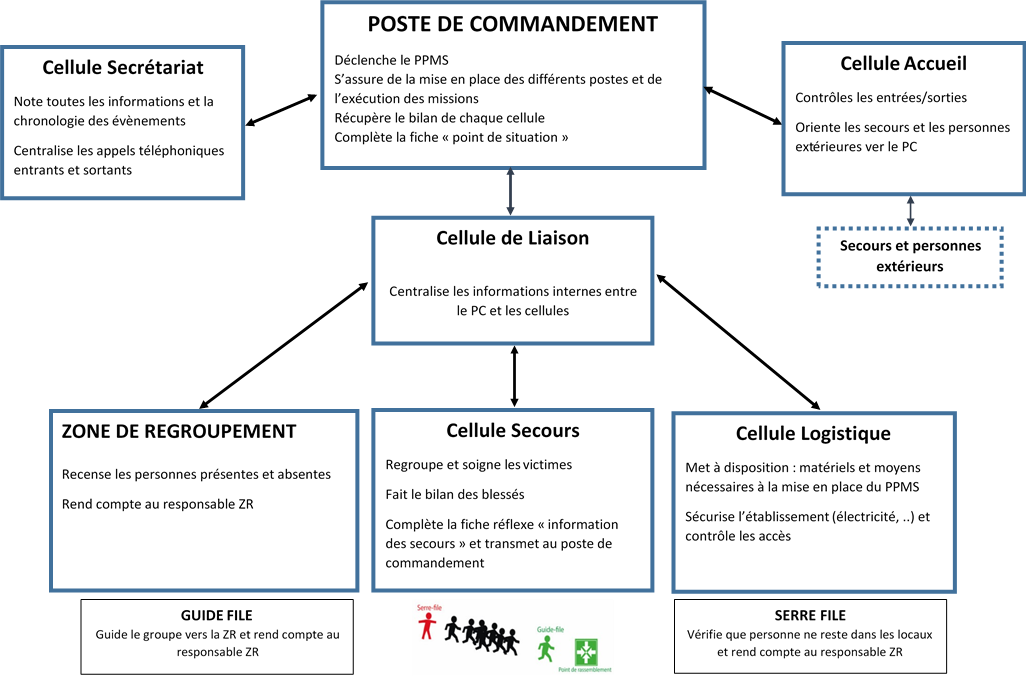 POSTE DE COMMANDEMENT
Déclenche le PPMS
S’assure de la mise en place des différents postes et de
l’exécution des missions
Récupère le bilan de chaque cellule
Complète la fiche « point de situation »
Cellule Secrétariat
Note toutes les informations et la
chronologie des évènements
Centralise les appels téléphoniques
entrants et sortants
Cellule Accueil
Contrôles les entrées/sorties
Oriente les secours et les personnes
extérieures ver le PC
Secours et personnes
extérieurs
Cellule de Liaison
Centralise les informations internes entre
le PC et les cellules
ZONE DE REGROUPEMENT
Recense les personnes présentes et absentes
Rend compte au responsable ZR
Cellule Secours
Regroupe et soigne les victimes
Fait le bilan des blessés
Complète la fiche réflexe « information
des secours » et transmet au poste de
commandement
Cellule Logistique
Met à disposition : matériels et moyens
nécessaires à la mise en place du PPMS
Sécurise l’établissement (électricité, ..) et
contrôle les accès
GUIDE FILE
Guide le groupe vers la ZR et rend compte au
responsable ZR
Serre-file
Guide-file
Point de rassemblement
SERRE FILE
Vérifie que personne ne reste dans les locaux
et rend compte au responsable ZR